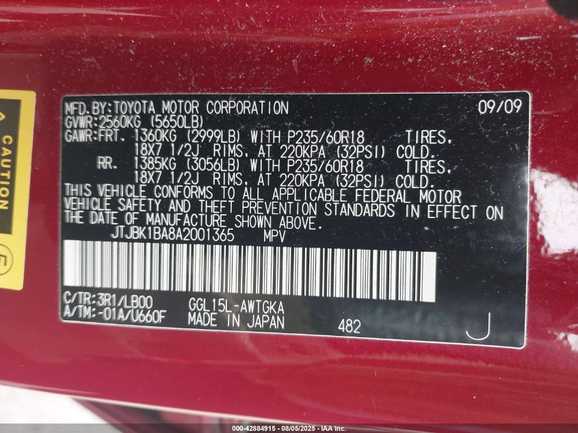 MFD.BY:TOYOTA MOTOR CORPORATION 09/09
GVWR:2560KG (5650LB)
GAWR:FRT. 1360KG (2999LB) WITH P235/60R18 TIRES,
18X7 1/2J RIMS, AT 220KPA (32PSI) COLD.
RR. 1385KG (3056LB) WITH P235/60R18 TIRES,
18X7 1/2J RIMS, AT 220KPA (32PSI) COLD.
THIS VEHICLE CONFORMS TO ALL APPLICABLE FEDERAL MOTOR
VEHICLE SAFETY AND THEFT PREVENTION STANDARDS IN EFFECT ON
THE DATE OF MANUFACTURE SHOWN ABOVE.
JTJBK1BA8A2001365 MPV
C/TR:3R1/LB00 GGL15L-AWTGKA
A/TM:-01A/U660F MADE IN JAPAN 482 J
CAUTION
000-42884915 - 08/05/2025 - IAA Inc.